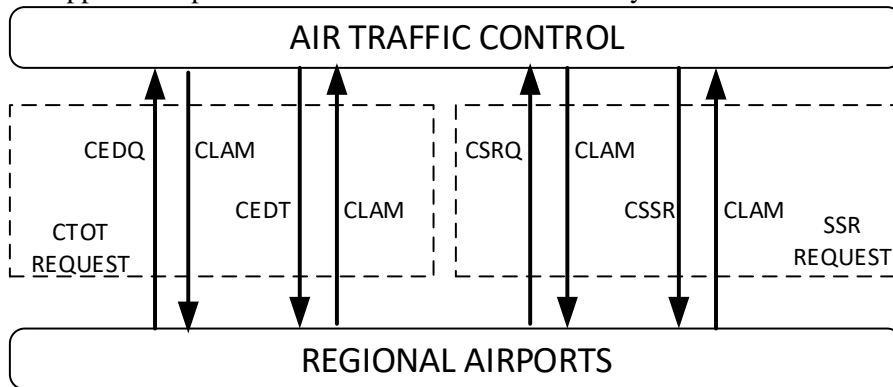 AIR TRAFFIC CONTROL
CEDQ CLAM CSRQ CLAM
CEDT CLAM CSSR CLAM
CTOT SSR
REQUEST REQUEST
REGIONAL AIRPORTS